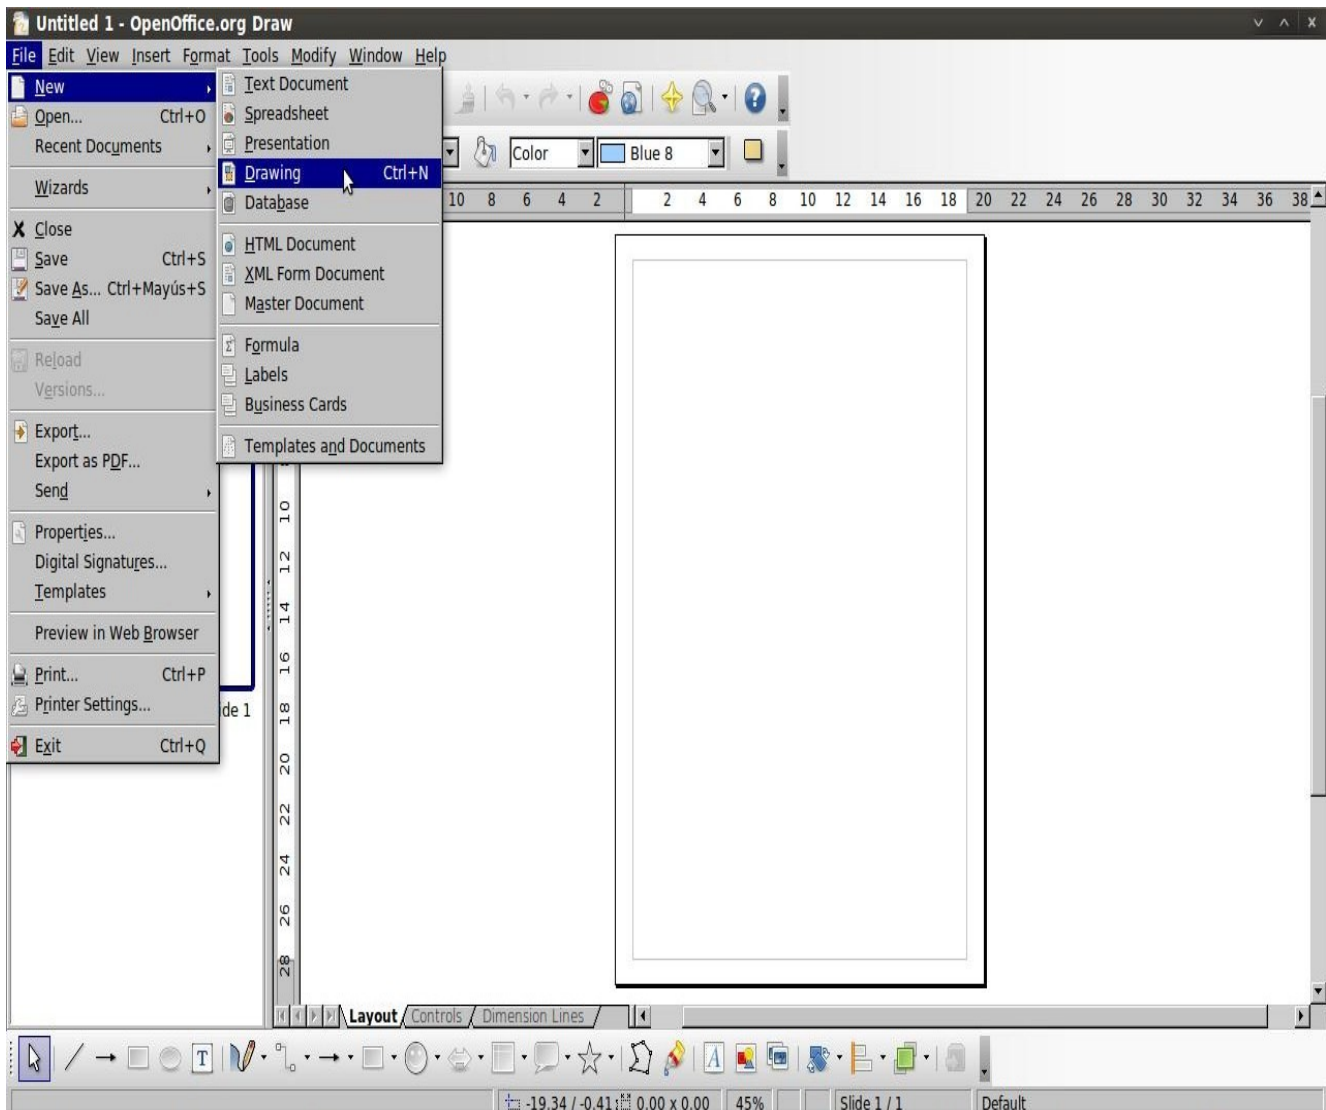 Untitled 1 - OpenOffice.org Draw
File Edit View Insert Format Tools Modify Window Help
New
Open... Ctrl+O
Recent Documents
Wizards
Close
Save Ctrl+S
Save As... Ctrl+Mayús+S
Save All
Reload
Versions...
Export...
Export as PDF...
Send
Properties...
Digital Signatures...
Templates
Preview in Web Browser
Print... Ctrl+P
Printer Settings...
Exit Ctrl+Q
Text Document
Spreadsheet
Presentation
Drawing Ctrl+N
Database
HTML Document
XML Form Document
Master Document
Formula
Labels
Business Cards
Templates and Documents
Color Blue 8
10 8 6 4 2 2 4 6 8 10 12 14 16 18 20 22 24 26 28 30 32 34 36 38
10
12
14
16
18
20
22
24
26
28
ide 1
Layout Controls Dimension Lines
-19.34 / -0.41 0.00 x 0.00 45% Slide 1 / 1 Default